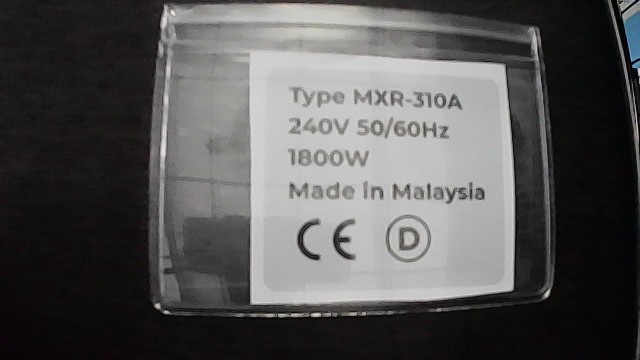 Type MXR-310A
240V 50/60Hz
1800W
Made in Malaysia
CE D